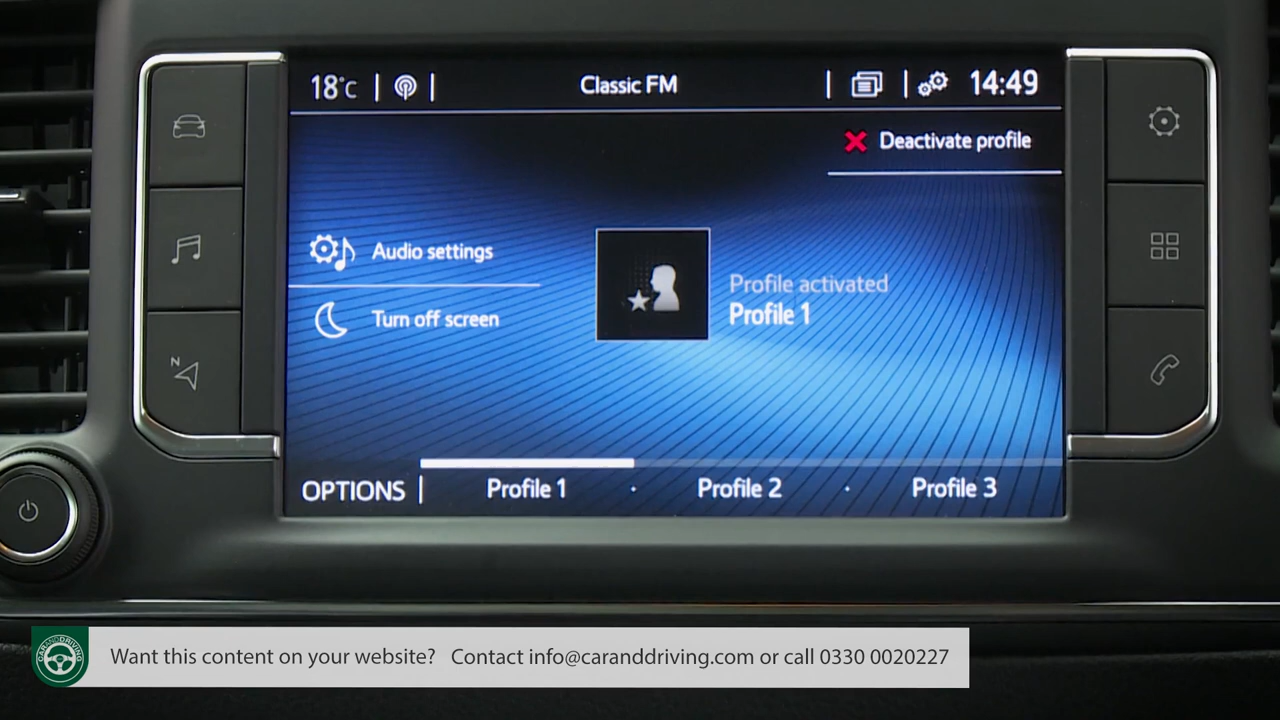 18°C
Classic FM
14:49
Deactivate profile
Audio settings
Turn off screen
Profile activated
Profile 1
N
OPTIONS
Profile 1 · Profile 2 · Profile 3
CARANDDRIVING
Want this content on your website? Contact info@caranddriving.com or call 0330 0020227